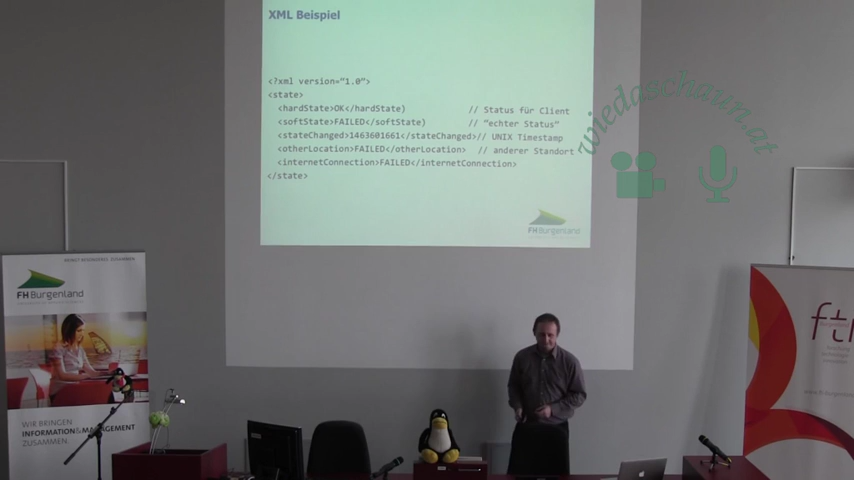 XML Beispiel
<?xml version="1.0">
<state>
<hardState>OK</hardState) // Status für Client
<softState>FAILED</softState) // "echter Status"
<stateChanged>1463601661</stateChanged>// UNIX Timestamp
<otherLocation>FAILED</otherLocation> // anderer Standort
<internetConnection>FAILED</internetConnection>
</state>
FH Burgenland
wiedaschaun.at
FH Burgenland
WIR BRINGEN
INFORMATION&MANAGEMENT
ZUSAMMEN.